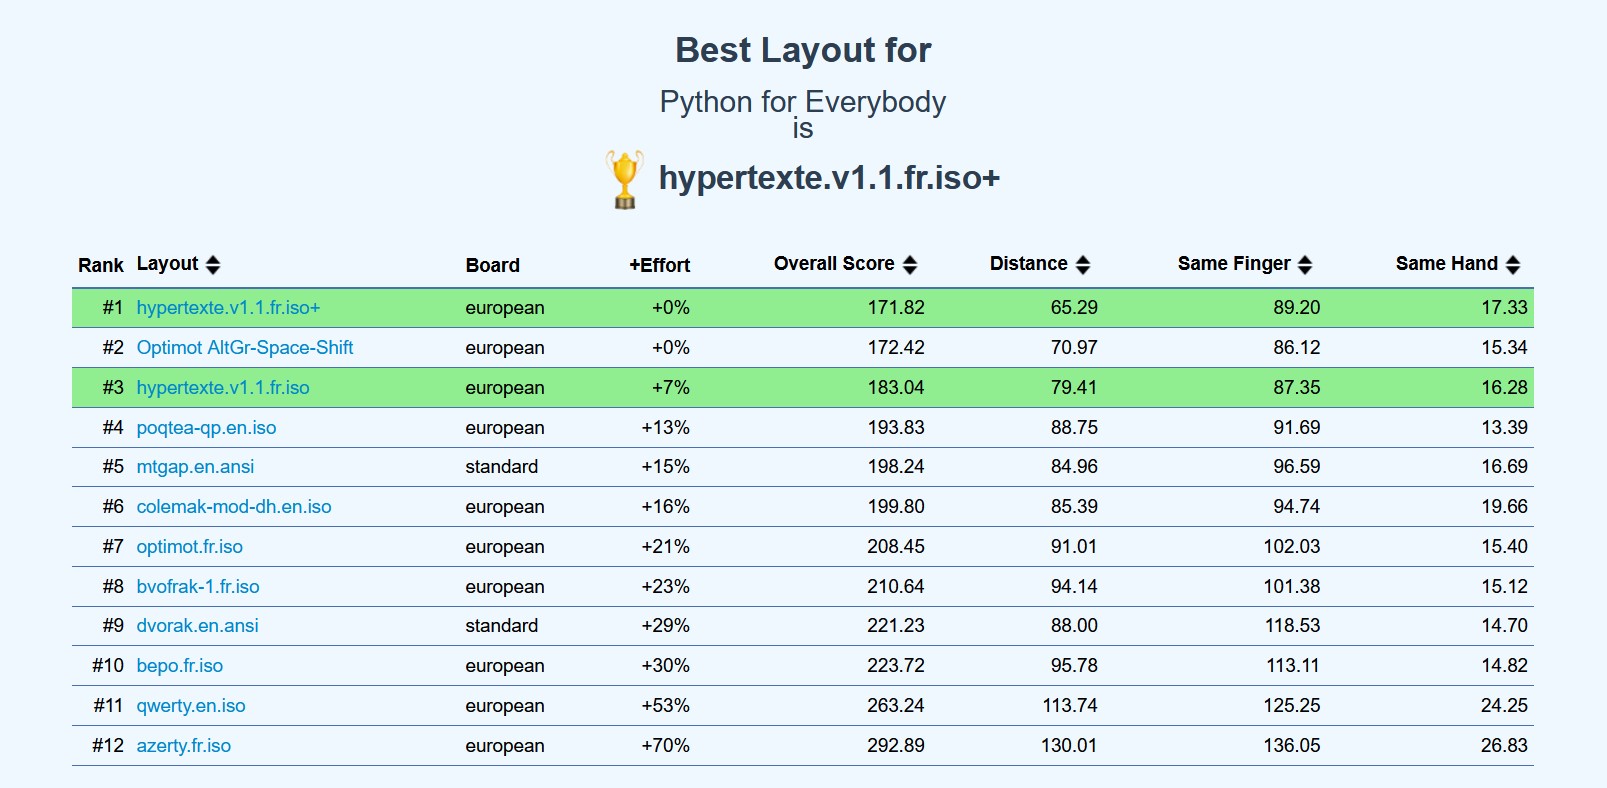 Best Layout for
Python for Everybody
is
hypertexte.v1.1.fr.iso+
Rank Layout Board +Effort Overall Score Distance Same Finger Same Hand
#1 hypertexte.v1.1.fr.iso+ european +0% 171.82 65.29 89.20 17.33
#2 Optimot AltGr-Space-Shift european +0% 172.42 70.97 86.12 15.34
#3 hypertexte.v1.1.fr.iso european +7% 183.04 79.41 87.35 16.28
#4 poqtea-qp.en.iso european +13% 193.83 88.75 91.69 13.39
#5 mtgap.en.ansi standard +15% 198.24 84.96 96.59 16.69
#6 colemak-mod-dh.en.iso european +16% 199.80 85.39 94.74 19.66
#7 optimot.fr.iso european +21% 208.45 91.01 102.03 15.40
#8 bvofrak-1.fr.iso european +23% 210.64 94.14 101.38 15.12
#9 dvorak.en.ansi standard +29% 221.23 88.00 118.53 14.70
#10 bepo.fr.iso european +30% 223.72 95.78 113.11 14.82
#11 qwerty.en.iso european +53% 263.24 113.74 125.25 24.25
#12 azerty.fr.iso european +70% 292.89 130.01 136.05 26.83